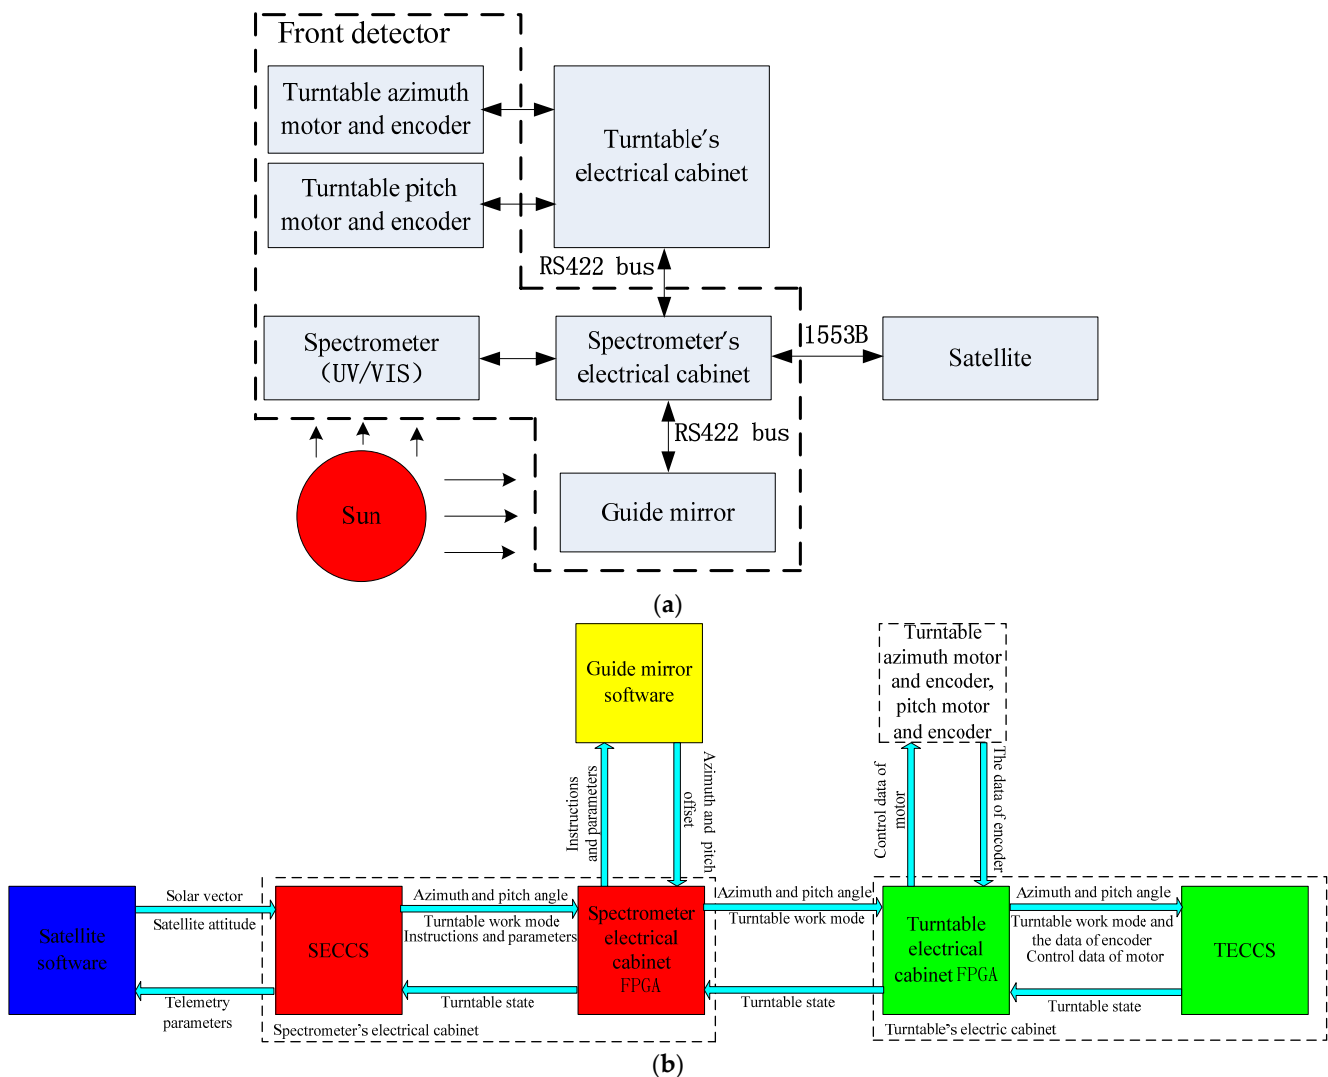 Front detector
Turntable azimuth
motor and encoder
Turntable's
electrical cabinet
Turntable pitch
motor and encoder
RS422 bus
Spectrometer
(UV/VIS)
Spectrometer's
electrical cabinet
1553B
Satellite
RS422 bus
Sun
Guide mirror
(a)
Guide mirror
software
Turntable
azimuth motor
and encoder,
pitch motor
and encoder
Instructions
and parameters
Azimuth and pitch
offset
Control data of
motor
The data of encoder
Satellite
software
Solar vector
Satellite attitude
Telemetry
parameters
SECCS
Azimuth and pitch angle
Turntable work mode
Instructions and parameters
Turntable state
Spectrometer
electrical
cabinet
FPGA
Spectrometer's electrical cabinet
Azimuth and pitch angle
Turntable work mode
Turntable state
Turntable
electrical
cabinet FPGA
Azimuth and pitch angle
Turntable work mode and
the data of encoder
Control data of motor
Turntable state
TECCS
Turntable's electric cabinet
(b)